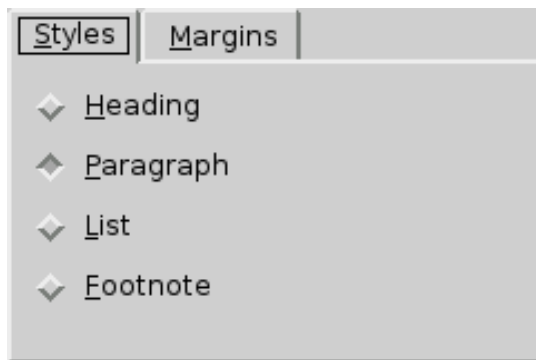 Styles Margins
Heading
Paragraph
List
Footnote